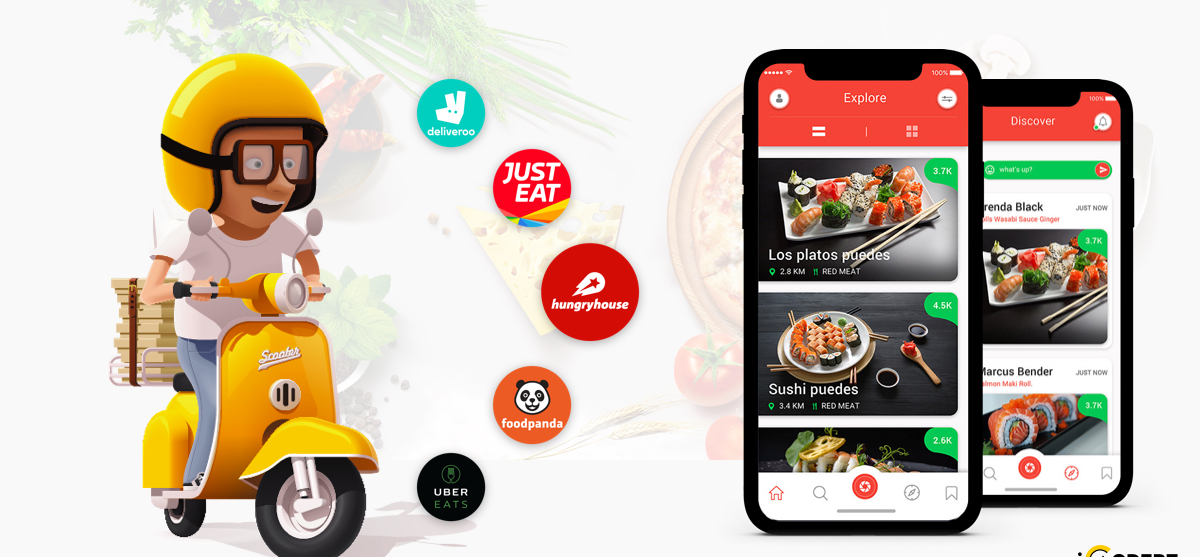 Scooter
deliveroo
JUST
EAT
hungryhouse
foodpanda
UBER
EATS
100%
Explore
3.7K
Los platos puedes
2.8 KM
RED MEAT
4.5K
Sushi puedes
3.4 KM
RED MEAT
2.6K
100%
Discover
what's up?
renda Black
JUST NOW
olls Wasabi Sauce Ginger
3.7K
Marcus Bender
JUST NOW
almon Maki Roll.
3.7K